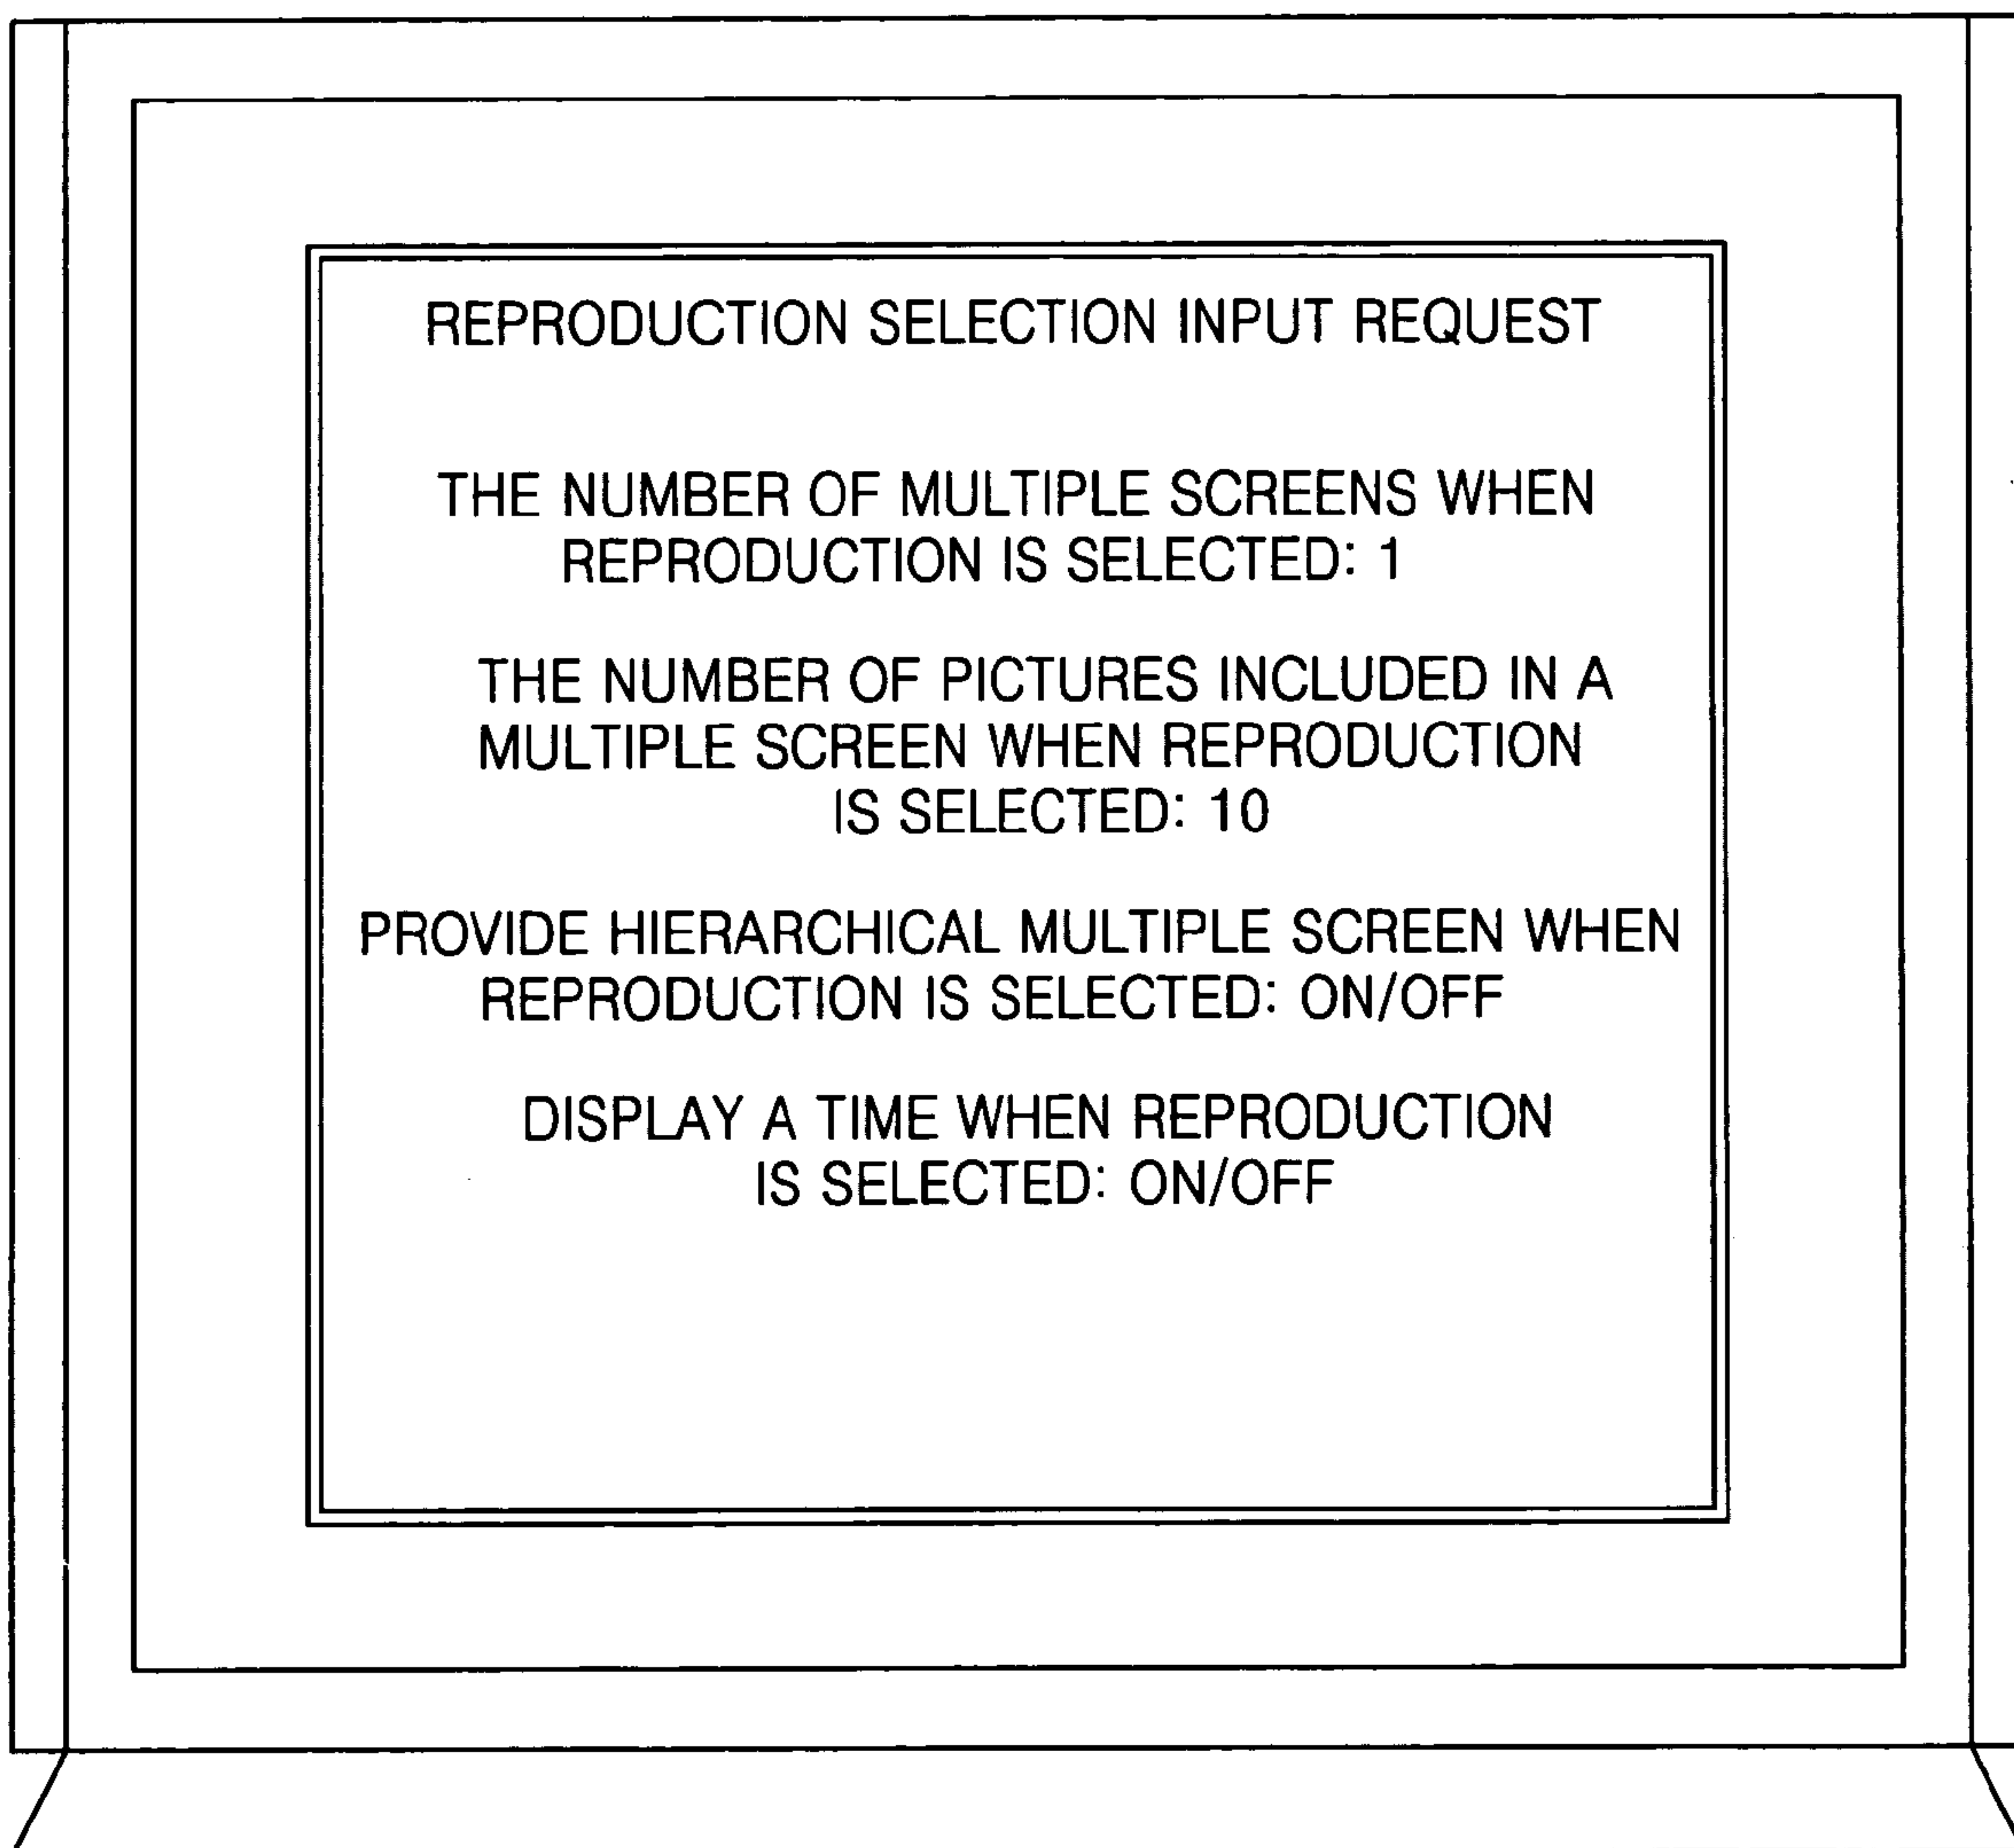 REPRODUCTION SELECTION INPUT REQUEST
THE NUMBER OF MULTIPLE SCREENS WHEN
REPRODUCTION IS SELECTED: 1
THE NUMBER OF PICTURES INCLUDED IN A
MULTIPLE SCREEN WHEN REPRODUCTION
IS SELECTED: 10
PROVIDE HIERARCHICAL MULTIPLE SCREEN WHEN
REPRODUCTION IS SELECTED: ON/OFF
DISPLAY A TIME WHEN REPRODUCTION
IS SELECTED: ON/OFF